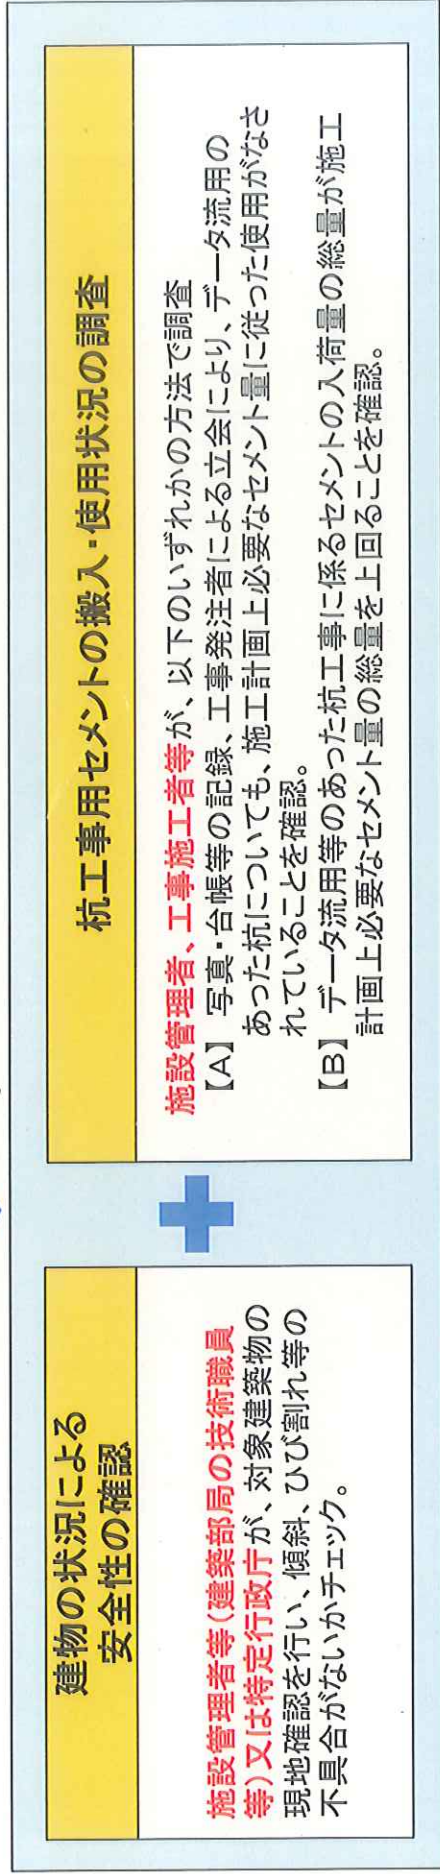 建物の状況による
安全性の確認
施設管理者等(建築部局の技術職員
等)又は特定行政庁が、対象建築物の
現地確認を行い、傾斜、ひび割れ等の
不具合がないかチェック。
杭工事用セメントの搬入・使用状況の調査
施設管理者、工事施工者等が、以下のいずれかの方法で調査
【A】 写真・台帳等の記録、工事発注者による立会により、データ流用の
あった杭についても、施工計画上必要なセメント量に従った使用がなさ
れていることを確認。
【B】 データ流用等のあった杭工事に係るセメントの入荷量の総量が施工
計画上必要なセメント量の総量を上回ることを確認。